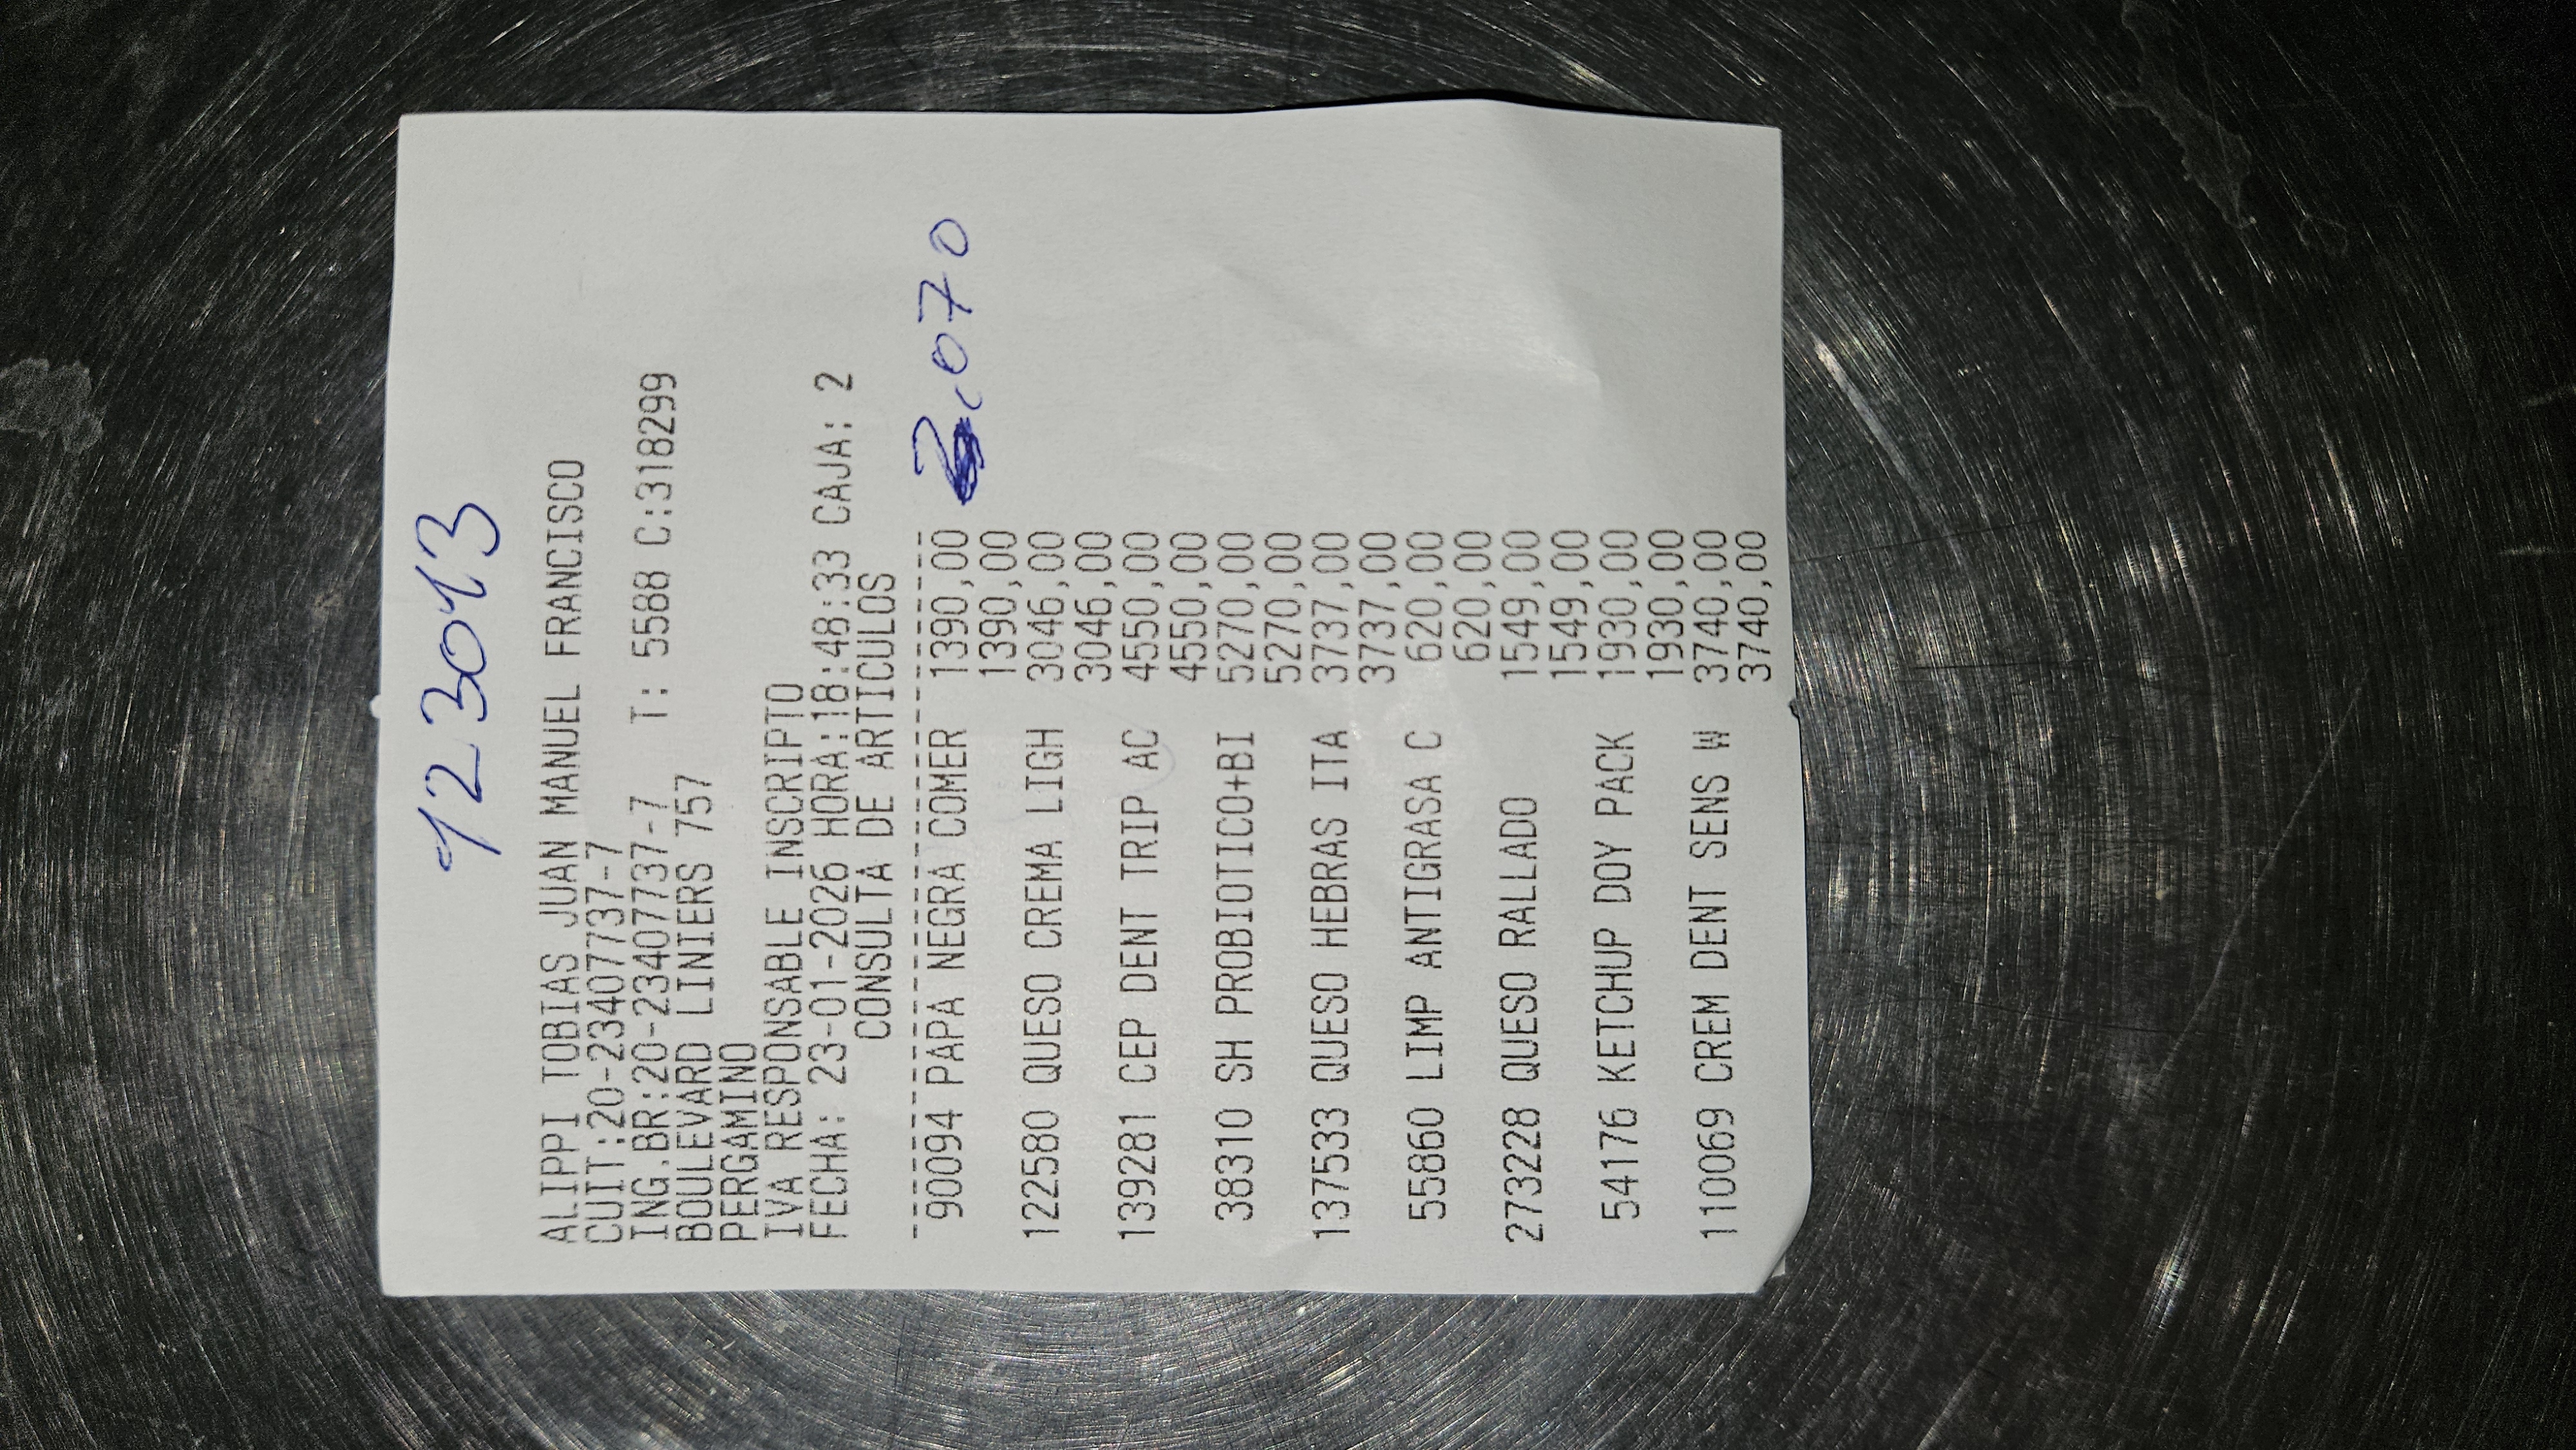 123013
ALIPPI TOBIAS JUAN MANUEL FRANCISCO
CUIT:20-23407737-7
ING.BR:20-23407737-7 T: 5588 C:318299
BOULEVARD LINIERS 757
PERGAMINO
IVA RESPONSABLE INSCRIPTO
FECHA: 23-01-2026 HORA:18:48:33 CAJA: 2
CONSULTA DE ARTICULOS
----------------------------------------
90094 PAPA NEGRA COMER 1390,00 2.070
1390,00
122580 QUESO CREMA LIGH 3046,00
3046,00
139281 CEP DENT TRIP AC 4550,00
4550,00
38310 SH PROBIOTICO+BI 5270,00
5270,00
137533 QUESO HEBRAS ITA 3737,00
3737,00
55860 LIMP ANTIGRASA C 620,00
620,00
273228 QUESO RALLADO 1549,00
1549,00
54176 KETCHUP DOY PACK 1930,00
1930,00
110069 CREM DENT SENS W 3740,00
3740,00